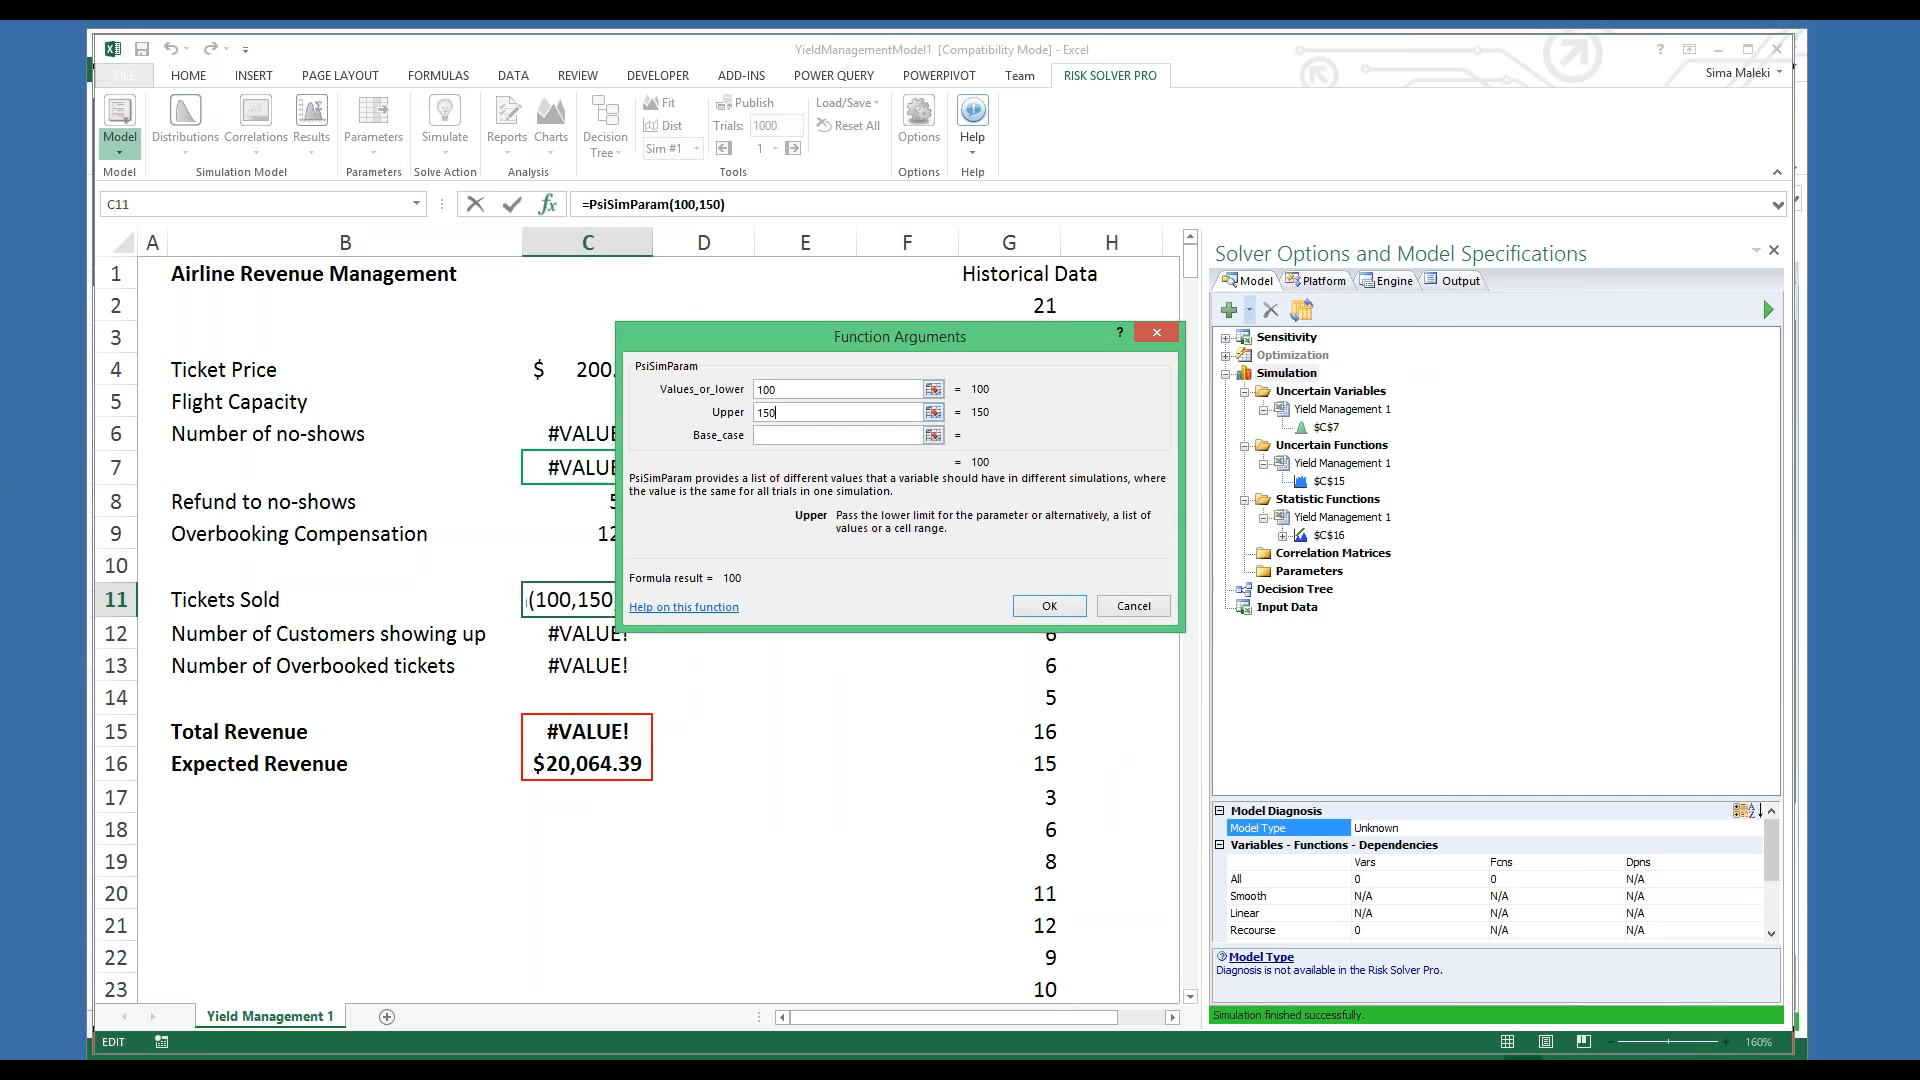 YieldManagementModel1 [Compatibility Mode] - Excel
?
FILE HOME INSERT PAGE LAYOUT FORMULAS DATA REVIEW DEVELOPER ADD-INS POWER QUERY POWERPIVOT Team RISK SOLVER PRO Sima Maleki
Model Distributions Correlations Results Parameters Simulate Reports Charts Decision Tree Fit Dist Sim #1 Publish Trials: 1000 1 Load/Save Reset All Options Help
Model Simulation Model Parameters Solve Action Analysis Tools Options Help
C11 fx =PsiSimParam(100,150)
A B C D E F G H
1 Airline Revenue Management Historical Data
2 21
3
4 Ticket Price $ 200.
5 Flight Capacity
6 Number of no-shows #VALUE
7 #VALUE
8 Refund to no-shows
9 Overbooking Compensation 12
10
11 Tickets Sold (100,150
12 Number of Customers showing up #VALUE! 6
13 Number of Overbooked tickets #VALUE! 6
14 5
15 Total Revenue #VALUE! 16
16 Expected Revenue $20,064.39 15
17 3
18 6
19 8
20 11
21 12
22 9
23 10
Function Arguments ?
PsiSimParam
Values_or_lower 100 = 100
Upper 150 = 150
Base_case =
= 100
PsiSimParam provides a list of different values that a variable should have in different simulations, where
the value is the same for all trials in one simulation.
Upper Pass the lower limit for the parameter or alternatively, a list of
values or a cell range.
Formula result = 100
Help on this function OK Cancel
Solver Options and Model Specifications
Model Platform Engine Output
Sensitivity
Optimization
Simulation
Uncertain Variables
Yield Management 1
$C$7
Uncertain Functions
Yield Management 1
$C$15
Statistic Functions
Yield Management 1
$C$16
Correlation Matrices
Parameters
Decision Tree
Input Data
Model Diagnosis
Model Type Unknown
Variables - Functions - Dependencies
Vars Fcns Dpns
All 0 0 N/A
Smooth N/A N/A N/A
Linear N/A N/A N/A
Recourse 0 N/A N/A
Model Type
Diagnosis is not available in the Risk Solver Pro.
Simulation finished successfully.
Yield Management 1
EDIT 160%